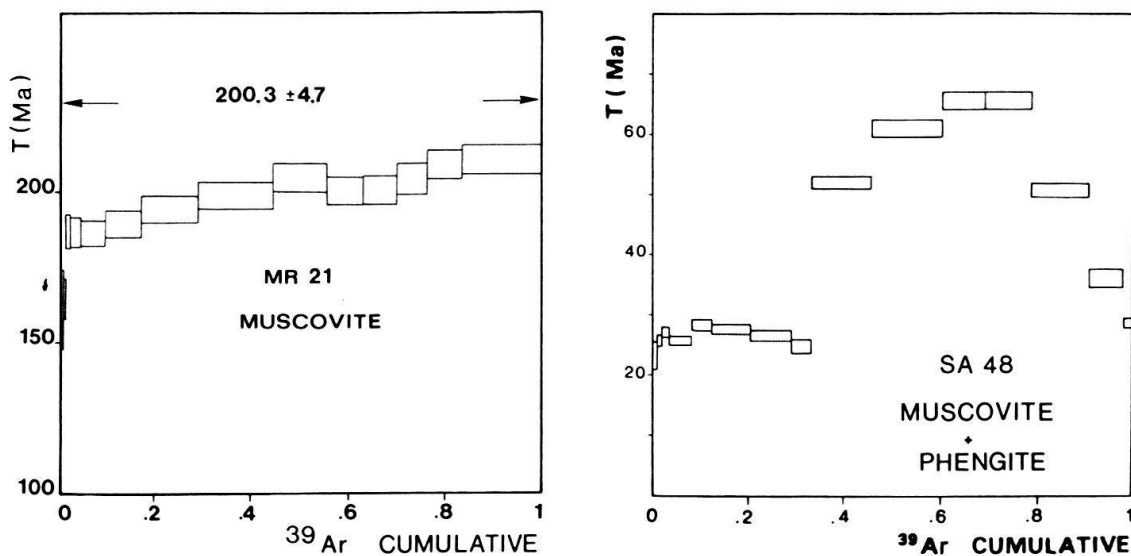 T (Ma)
200
150
100
200.3 ±4.7
MR 21
MUSCOVITE
0 .2 .4 .6 .8 1
³⁹Ar CUMULATIVE
T (Ma)
60
40
20
SA 48
MUSCOVITE
+
PHENGITE
0 .2 .4 .6 .8 1
³⁹Ar CUMULATIVE